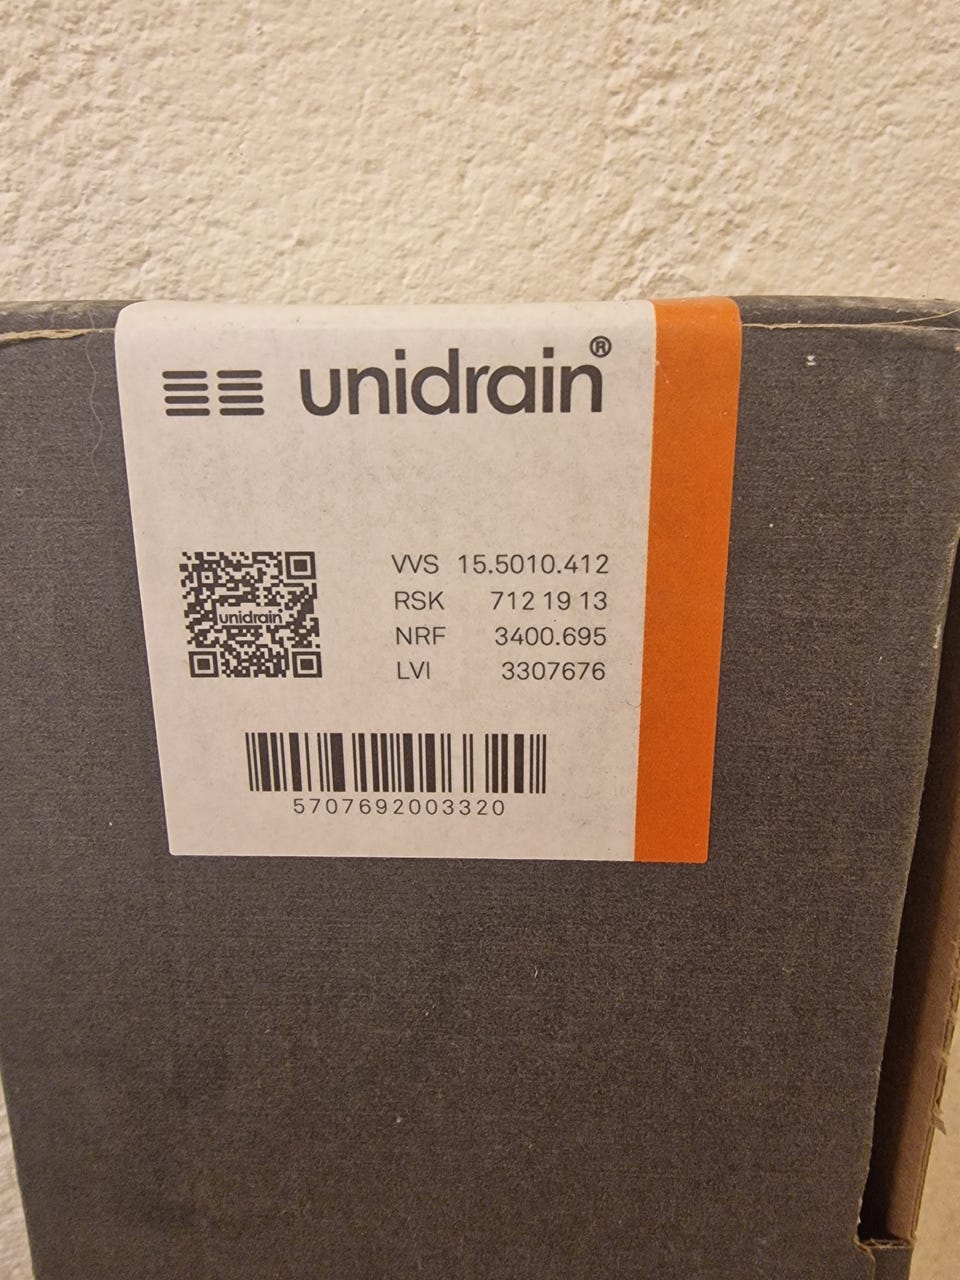 unidrain®
VVS 15.5010.412
RSK 712 19 13
unidrain
NRF 3400.695
LVI 3307676
5707692003320